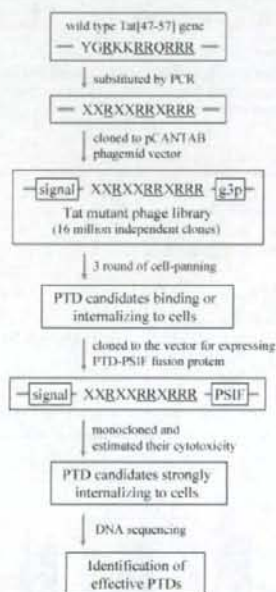 wild type Tat[47-57] gene
YGRKKRRQRRR
substituted by PCR
XXRXXRRXRRR
cloned to pCANTAB
phagemid vector
signal XXRXXRRXRRR g3p
Tat mutant phage library
(16 million independent clones)
3 round of cell-panning
PTD candidates binding or
internalizing to cells
cloned to the vector for expressing
PTD-PSIF fusion protein
signal XXRXXRRXRRR PSIF
monocloned and
estimated their cytotoxicity
PTD candidates strongly
internalizing to cells
DNA sequencing
Identification of
effective PTDs